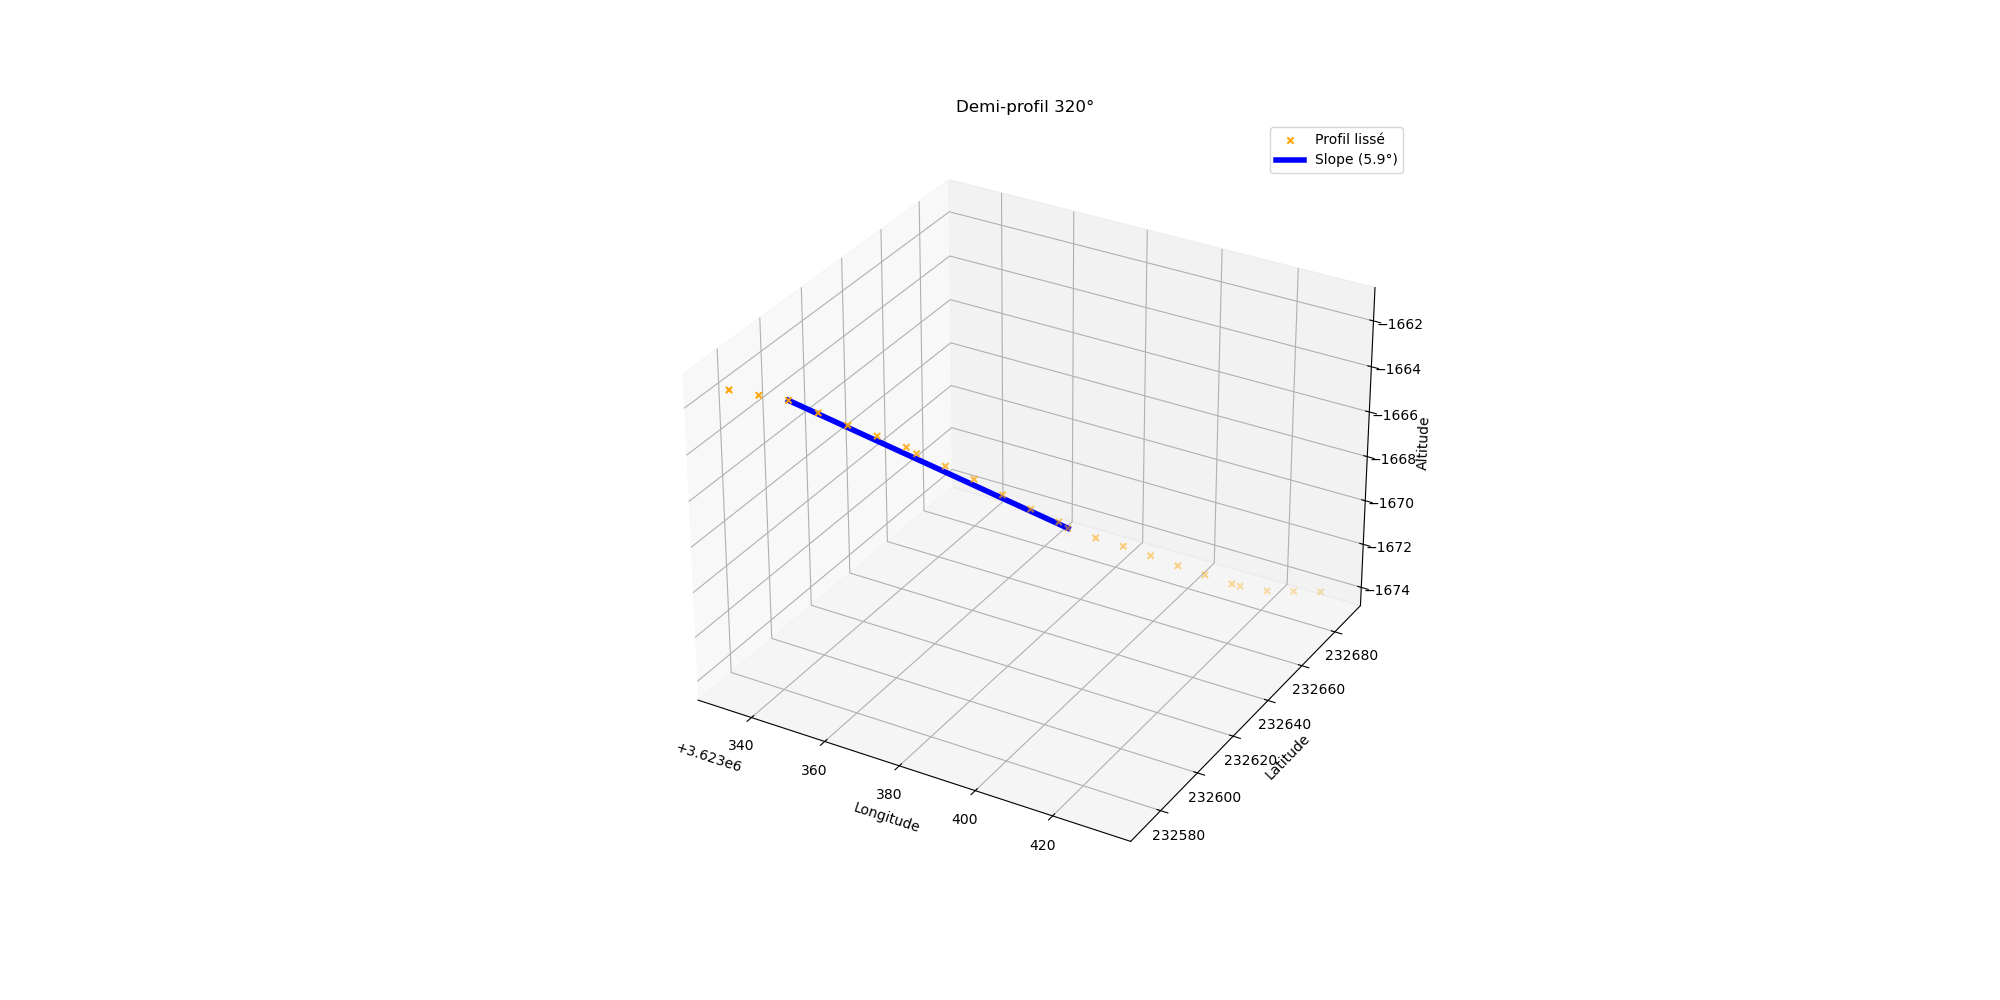 Demi-profil 320°
Profil lissé
Slope (5.9°)
−1662
−1664
−1666
−1668
−1670
−1672
−1674
Altitude
232680
232660
232640
232620
232600
232580
Latitude
340
360
380
400
420
+3.623e6
Longitude